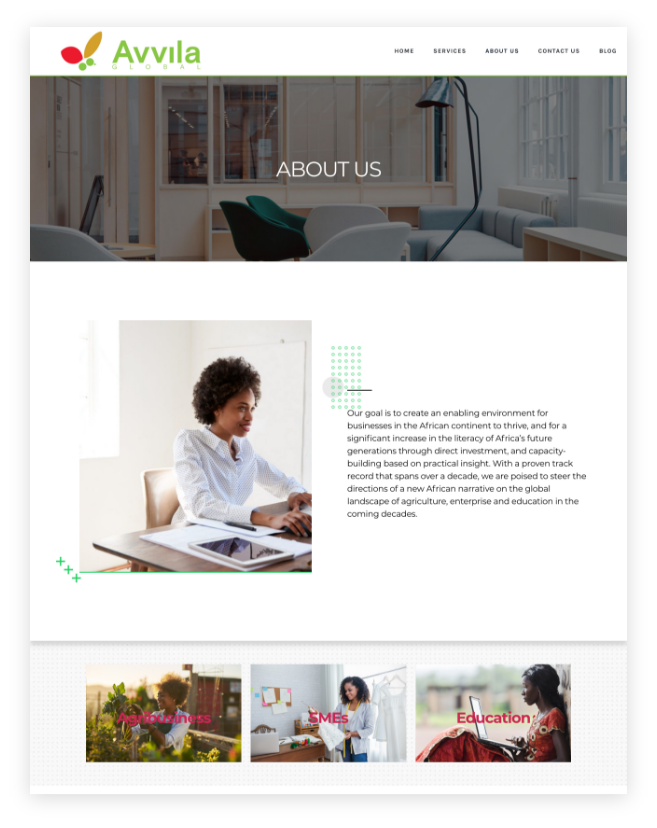 Avvıla
GLOBAL
HOME SERVICES ABOUT US CONTACT US BLOG
ABOUT US
Our goal is to create an enabling environment for
businesses in the African continent to thrive, and for a
significant increase in the literacy of Africa's future
generations through direct investment, and capacity-
building based on practical insight. With a proven track
record that spans over a decade, we are poised to steer the
directions of a new African narrative on the global
landscape of agriculture, enterprise and education in the
coming decades.
Agribusiness SMEs Education